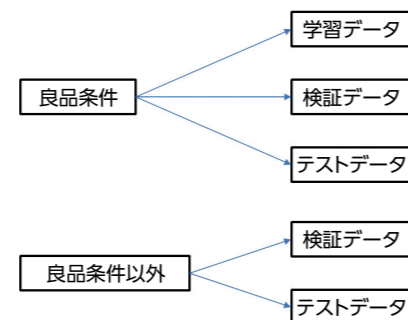 良品条件
学習データ
検証データ
テストデータ
良品条件以外
検証データ
テストデータ